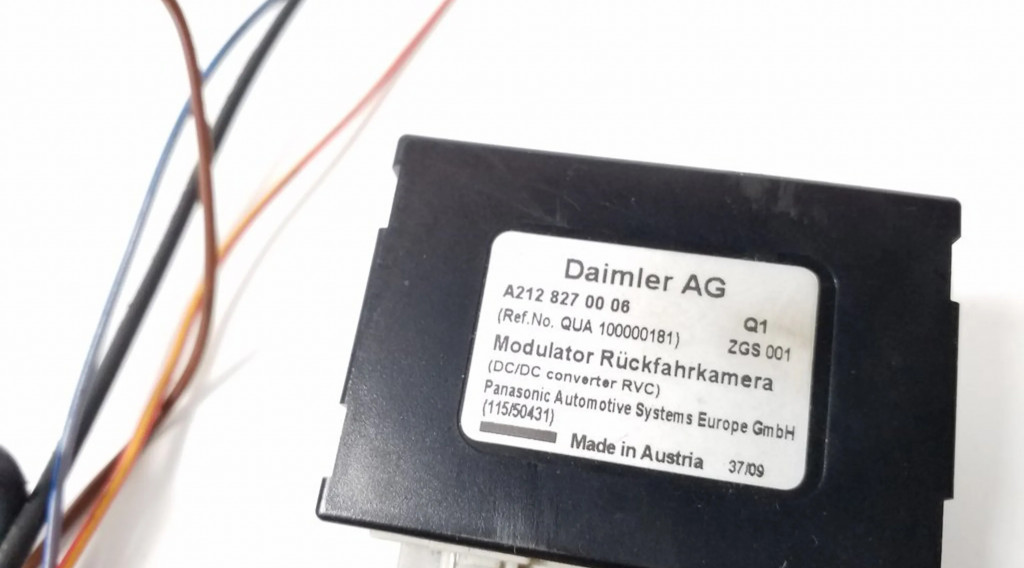 Daimler AG
A212 827 00 06 Q1
(Ref.No. QUA 100000181) ZGS 001
Modulator Rückfahrkamera
(DC/DC converter RVC)
Panasonic Automotive Systems Europe GmbH
(115/50431)
Made in Austria 37/09